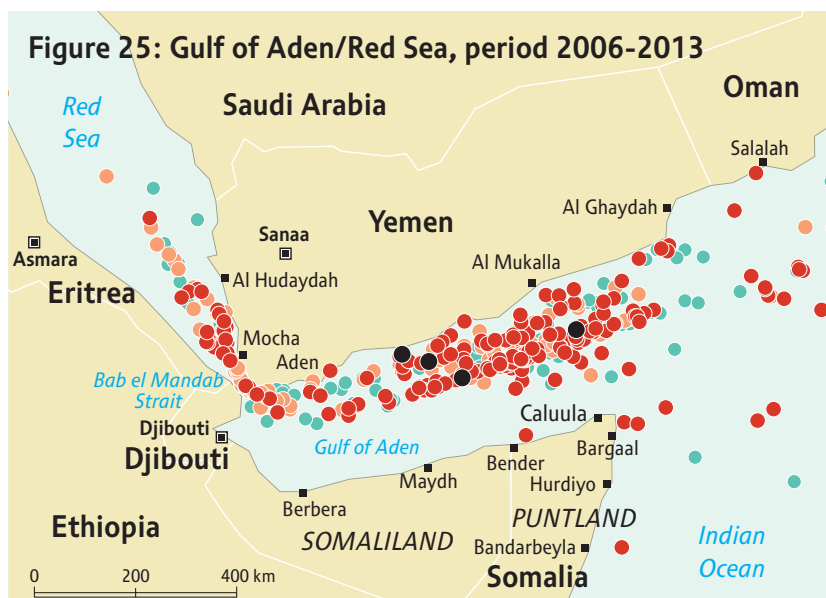 Figure 25: Gulf of Aden/Red Sea, period 2006-2013
Oman
Red
Sea
Saudi Arabia
Salalah
Al Ghaydah
Yemen
Sanaa
Asmara
Al Mukalla
Al Hudaydah
Eritrea
Mocha
Aden
Bab el Mandab
Strait
Caluula
Djibouti
Gulf of Aden
Bargaal
Djibouti
Bender
Maydh
Hurdiyo
Berbera
PUNTLAND
Ethiopia
SOMALILAND
Indian
Ocean
Bandarbeyla
Somalia
0 200 400 km